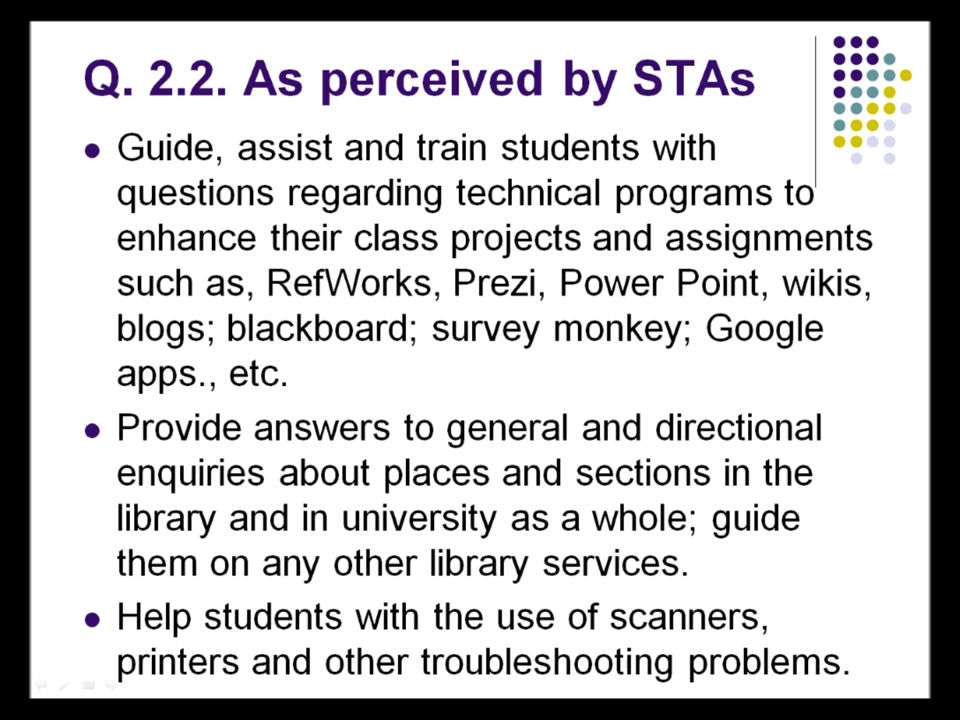 Q. 2.2. As perceived by STAs
Guide, assist and train students with
questions regarding technical programs to
enhance their class projects and assignments
such as, RefWorks, Prezi, Power Point, wikis,
blogs; blackboard; survey monkey; Google
apps., etc.
Provide answers to general and directional
enquiries about places and sections in the
library and in university as a whole; guide
them on any other library services.
Help students with the use of scanners,
printers and other troubleshooting problems.